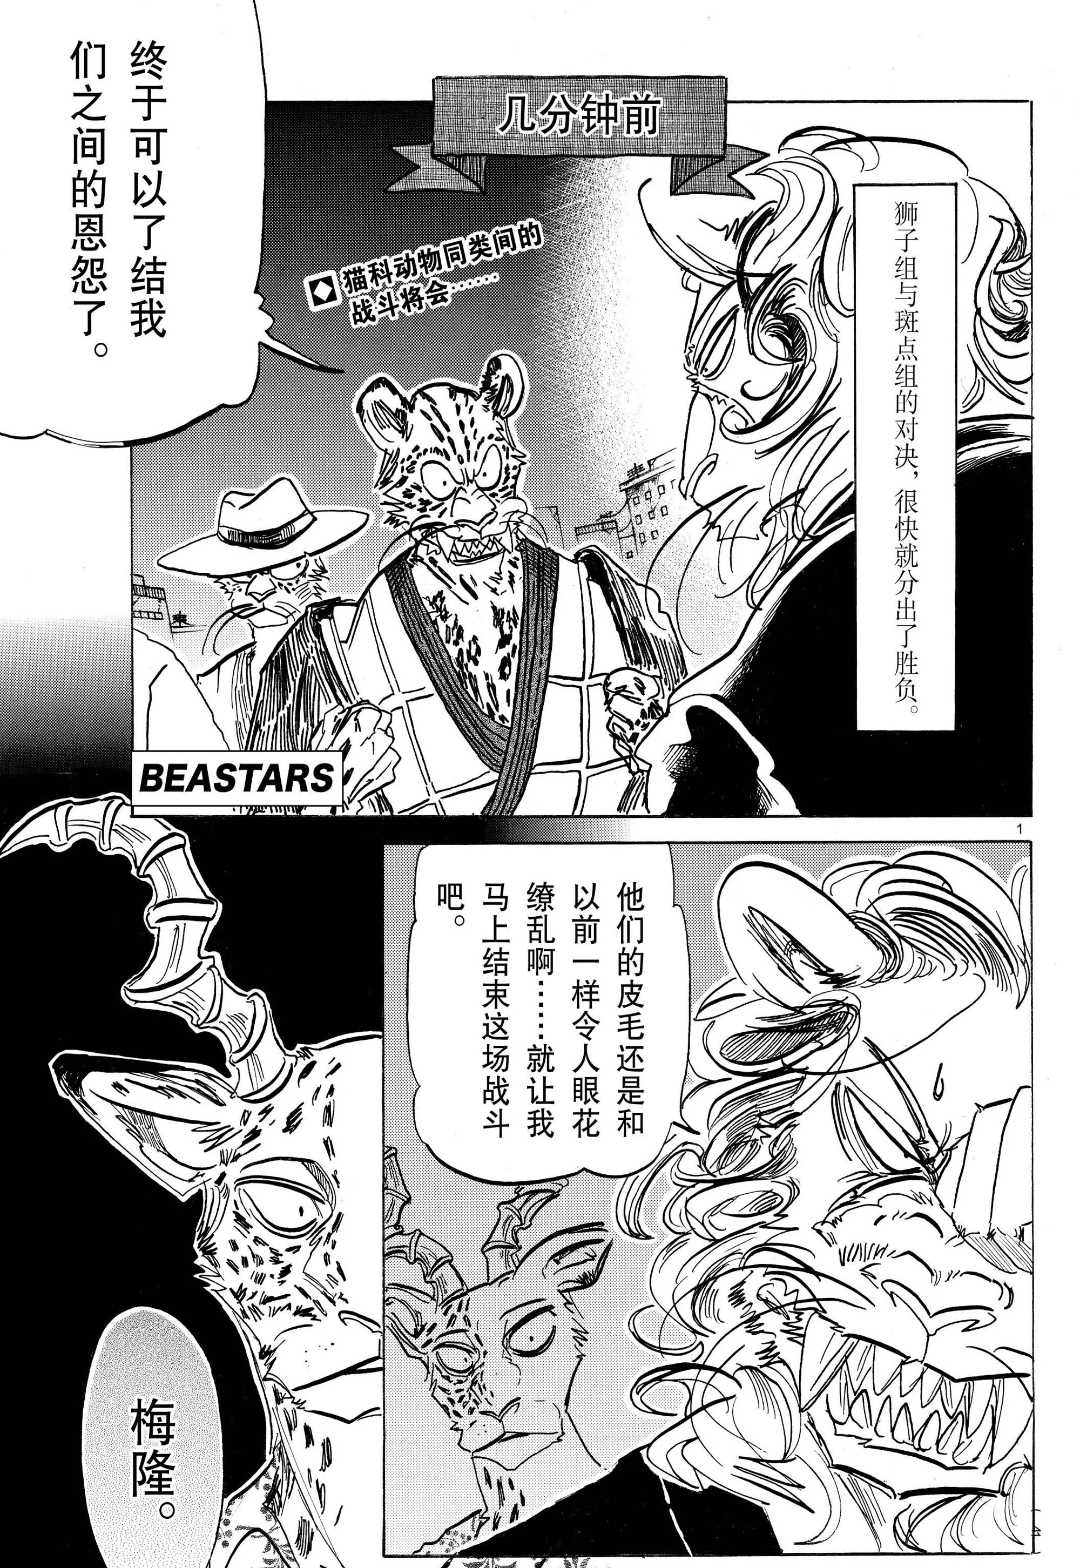 几分钟前
狮子组与斑点组的对决，很快就分出了胜负。
猫科动物同类间的
战斗将会……
终于可以了结我
们之间的恩怨了。
BEASTARS
1
他们的皮毛还是和
以前一样令人眼花
缭乱啊……就让我
马上结束这场战斗
吧。
梅隆。